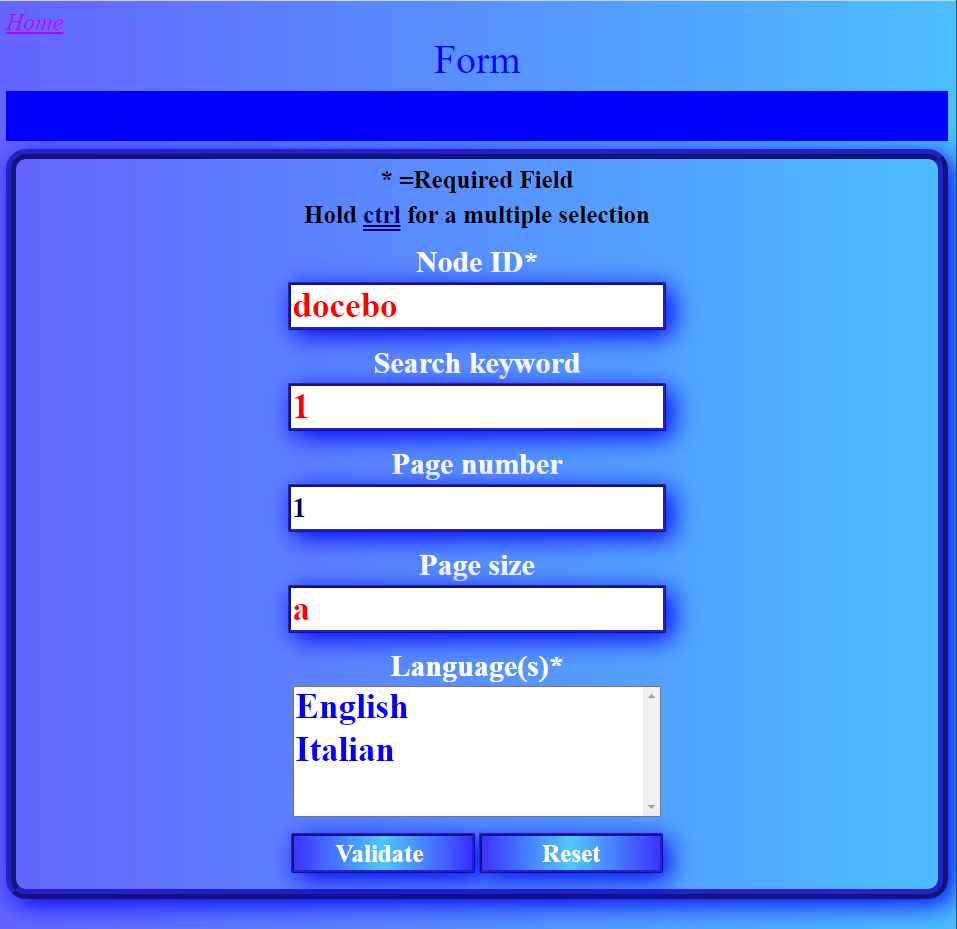 Home
Form
* =Required Field
Hold ctrl for a multiple selection
Node ID*
docebo
Search keyword
1
Page number
1
Page size
a
Language(s)*
English
Italian
Validate Reset